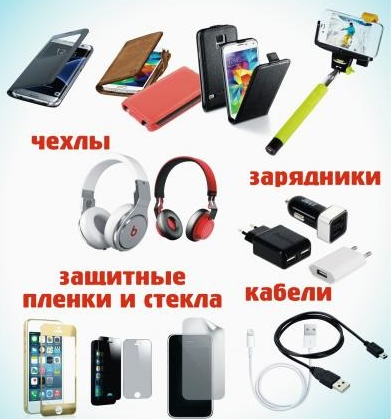 чехлы
зарядники
защитные
пленки и стекла
кабели